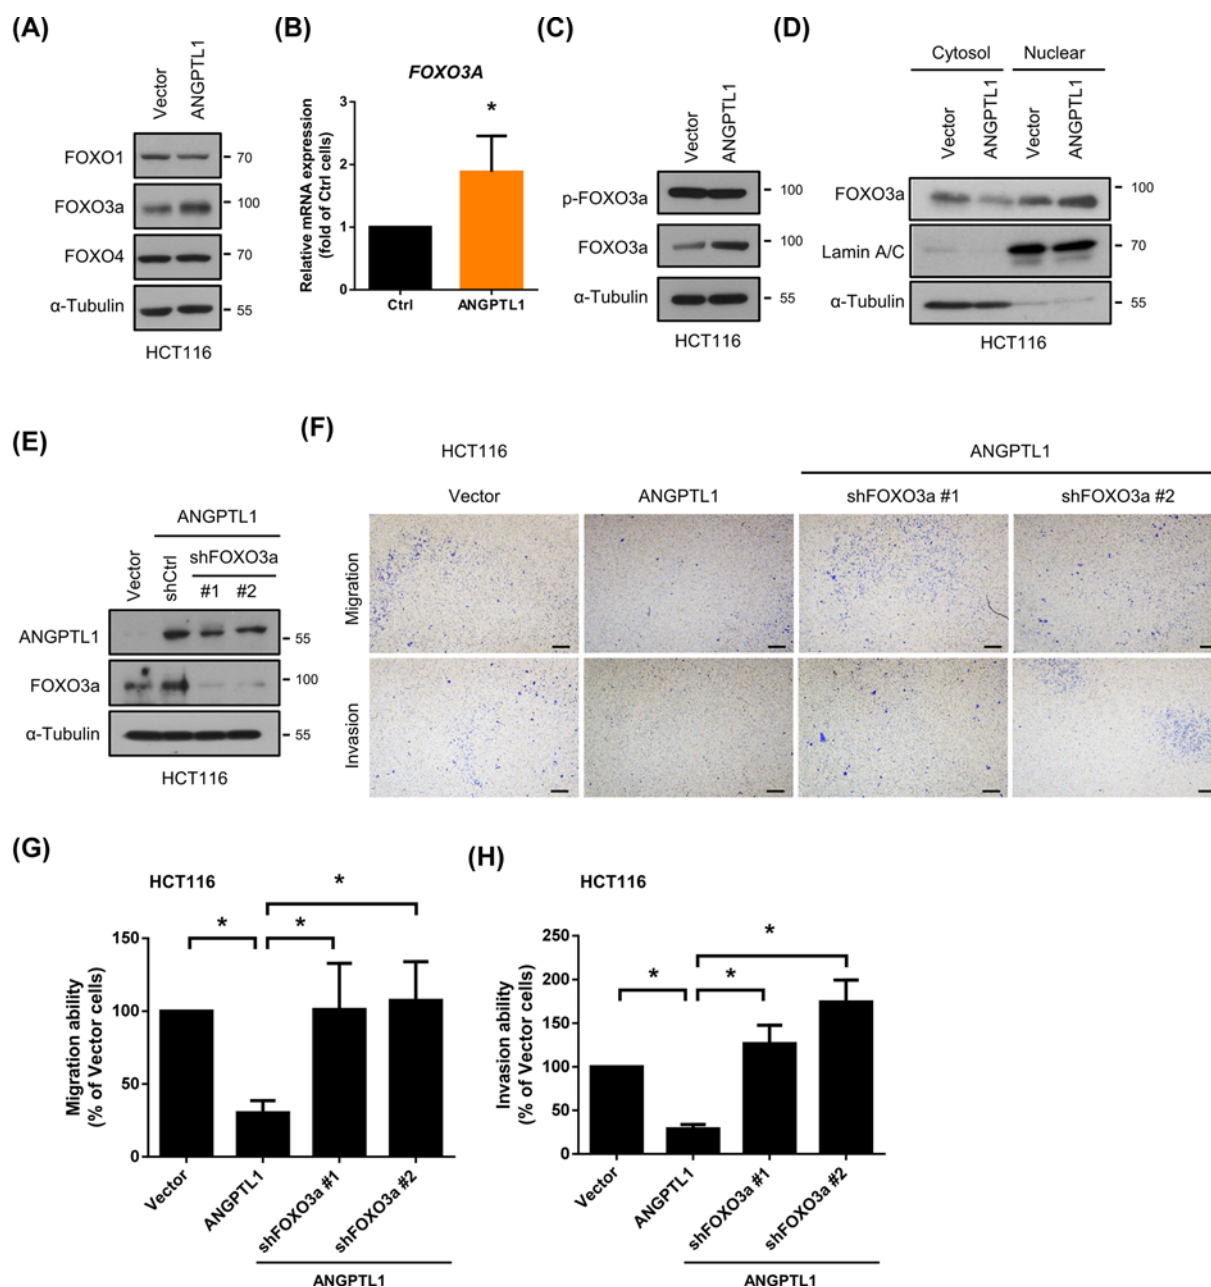 (A)
Vector
ANGPTL1
FOXO1
- 70
FOXO3a
- 100
FOXO4
- 70
α-Tubulin
- 55
HCT116
(B)
FOXO3A
Relative mRNA expression
(fold of Ctrl cells)
3
2
1
0
*
Ctrl
ANGPTL1
(C)
Vector
ANGPTL1
p-FOXO3a
- 100
FOXO3a
- 100
α-Tubulin
- 55
HCT116
(D)
Cytosol
Nuclear
Vector
ANGPTL1
Vector
ANGPTL1
FOXO3a
- 100
Lamin A/C
- 70
α-Tubulin
- 55
HCT116
(E)
ANGPTL1
shFOXO3a
Vector
shCtrl
#1
#2
ANGPTL1
- 55
FOXO3a
- 100
α-Tubulin
- 55
HCT116
(F)
HCT116
ANGPTL1
Vector
ANGPTL1
shFOXO3a #1
shFOXO3a #2
Migration
Invasion
(G)
HCT116
Migration ability
(% of Vector cells)
150
100
50
0
*
*
*
Vector
ANGPTL1
shFOXO3a #1
shFOXO3a #2
ANGPTL1
(H)
HCT116
Invasion ability
(% of Vector cells)
250
200
150
100
50
0
*
*
*
Vector
ANGPTL1
shFOXO3a #1
shFOXO3a #2
ANGPTL1